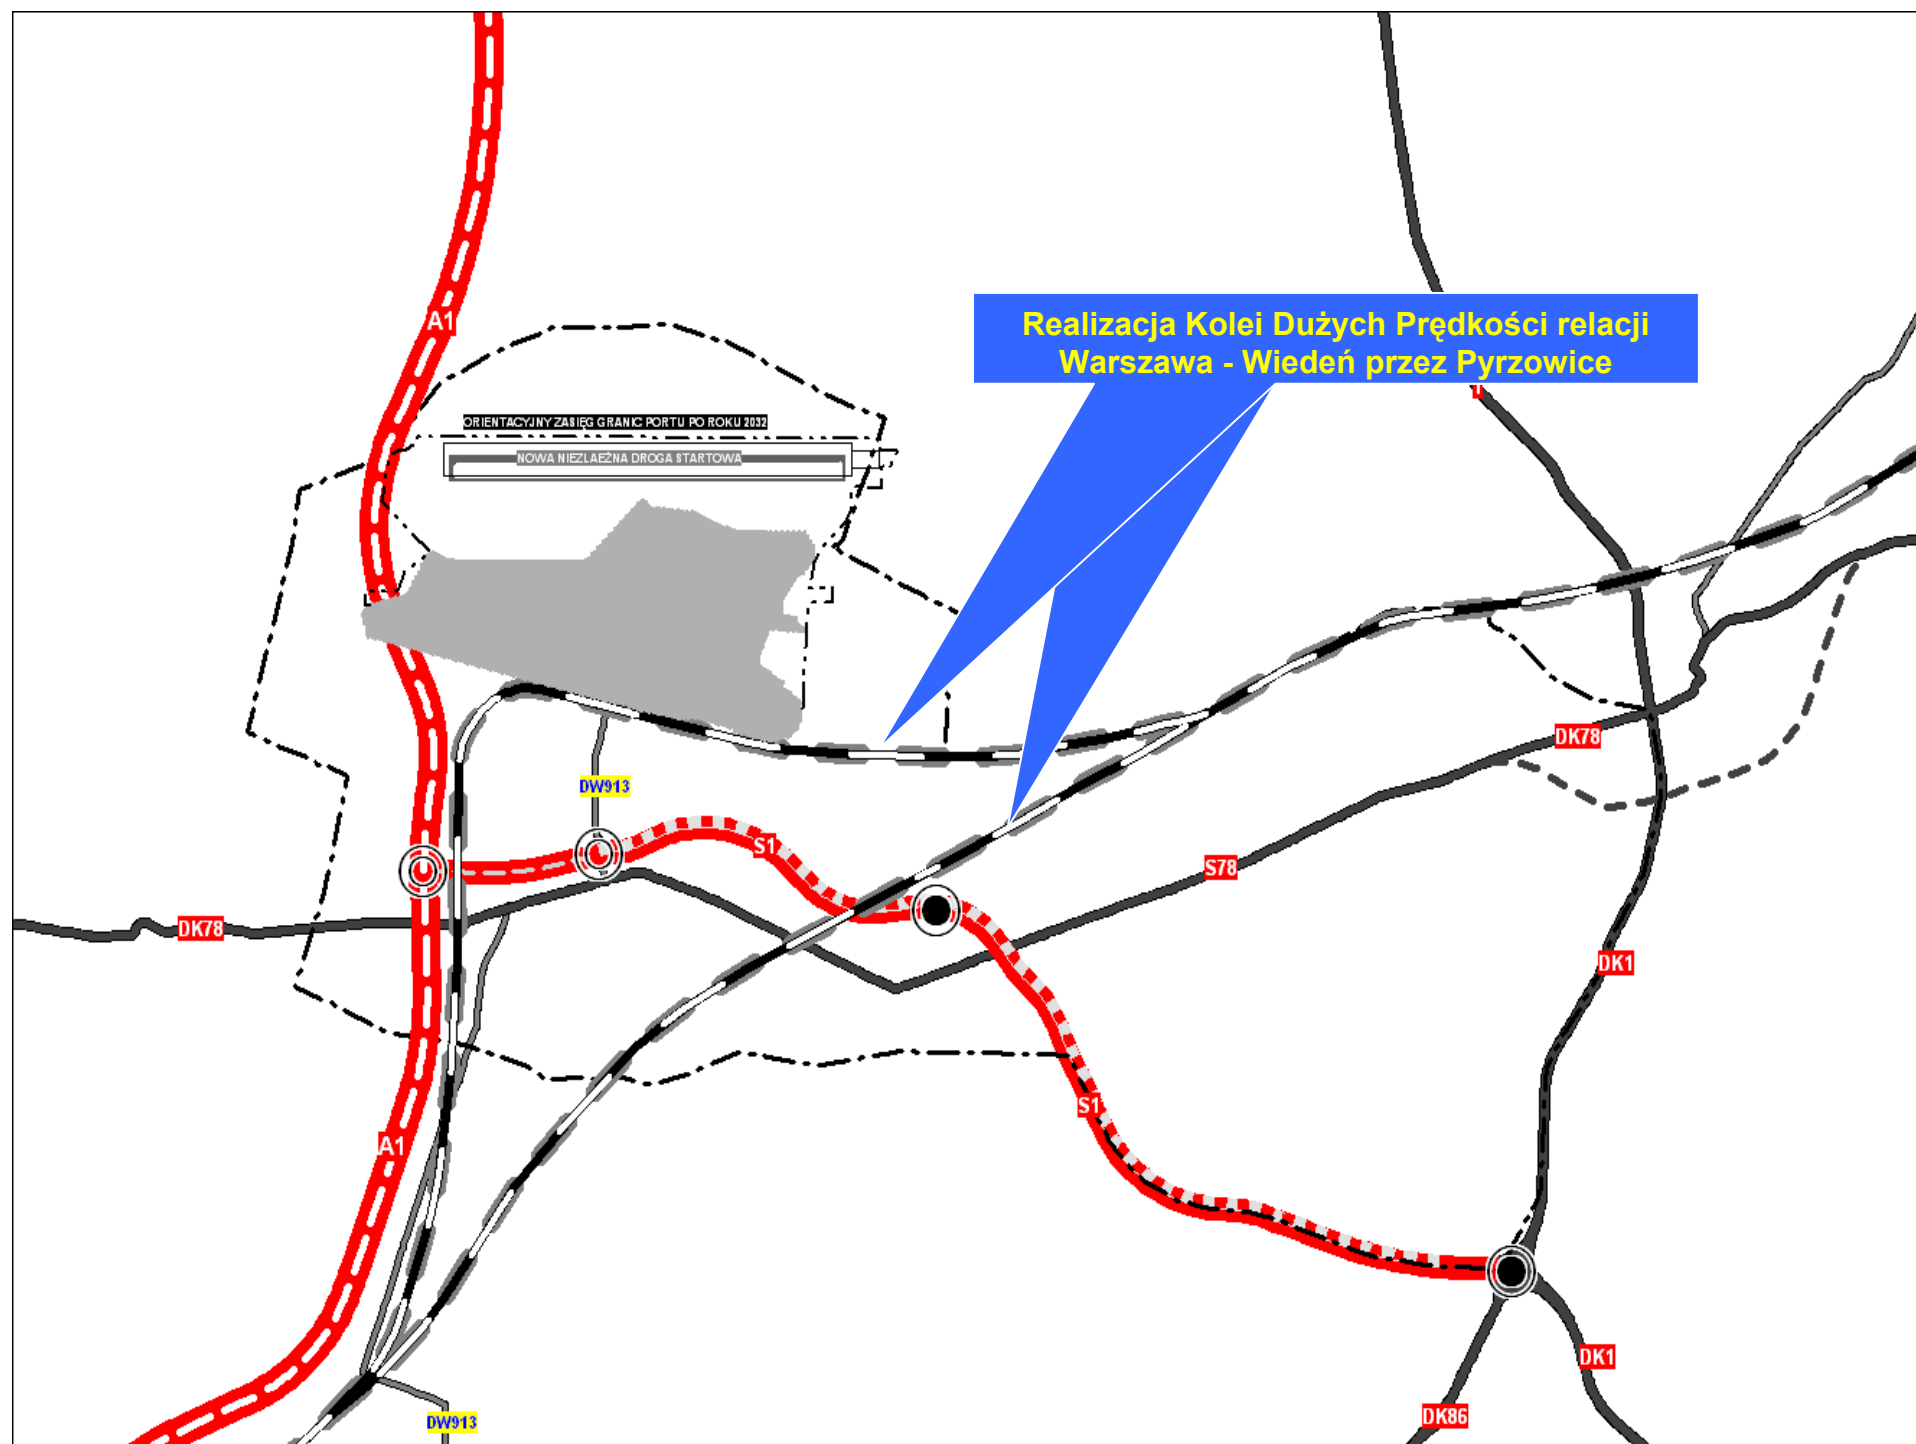 A1
Realizacja Kolei Dużych Prędkości relacji
Warszawa - Wiedeń przez Pyrzowice
ORIENTACYJNY ZASIĘG GRANIC PORTU PO ROKU 2032
NOWA NIEZLAEŻNA DROGA STARTOWA
DK78
DW913
S1
S78
DK78
DK1
S1
A1
DK1
DK86
DW913